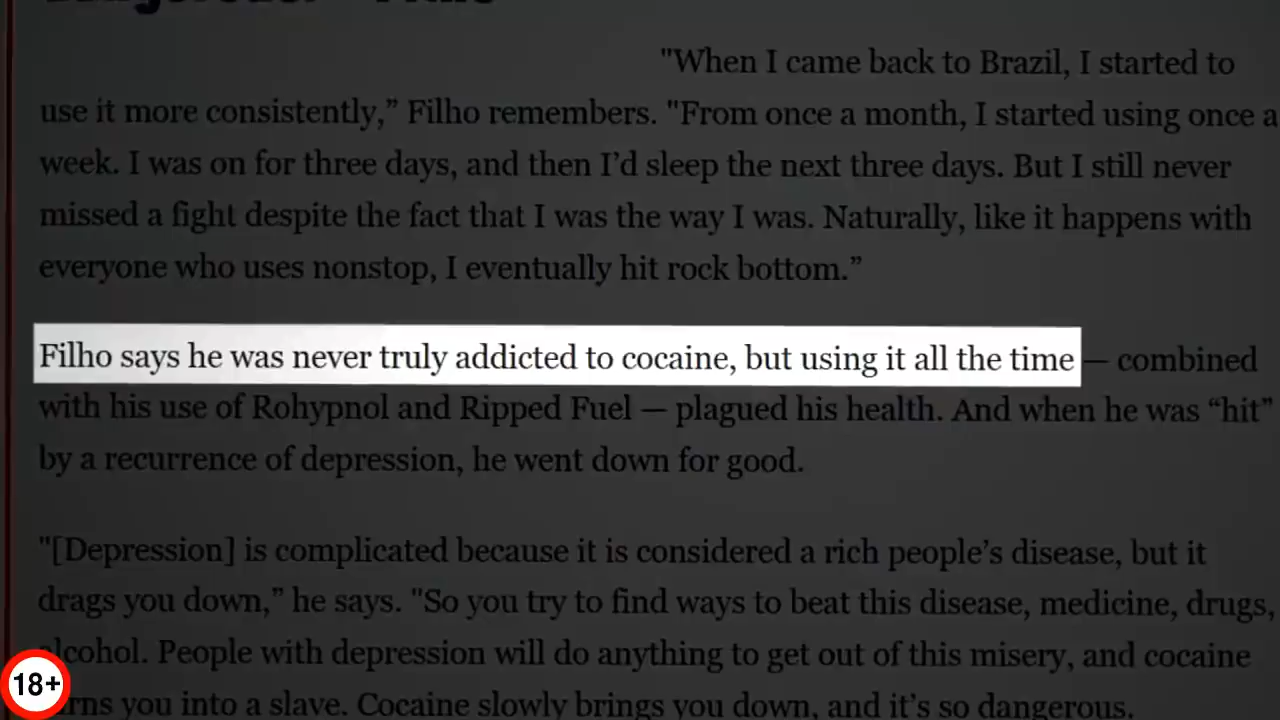 "When I came back to Brazil, I started to
use it more consistently,” Filho remembers. "From once a month, I started using once a
week. I was on for three days, and then I’d sleep the next three days. But I still never
missed a fight despite the fact that I was the way I was. Naturally, like it happens with
everyone who uses nonstop, I eventually hit rock bottom.”
Filho says he was never truly addicted to cocaine, but using it all the time — combined
with his use of Rohypnol and Ripped Fuel — plagued his health. And when he was “hit”
by a recurrence of depression, he went down for good.
"[Depression] is complicated because it is considered a rich people’s disease, but it
drags you down,” he says. "So you try to find ways to beat this disease, medicine, drugs,
alcohol. People with depression will do anything to get out of this misery, and cocaine
you into a slave. Cocaine slowly brings you down, and it’s so dangerous.
18+